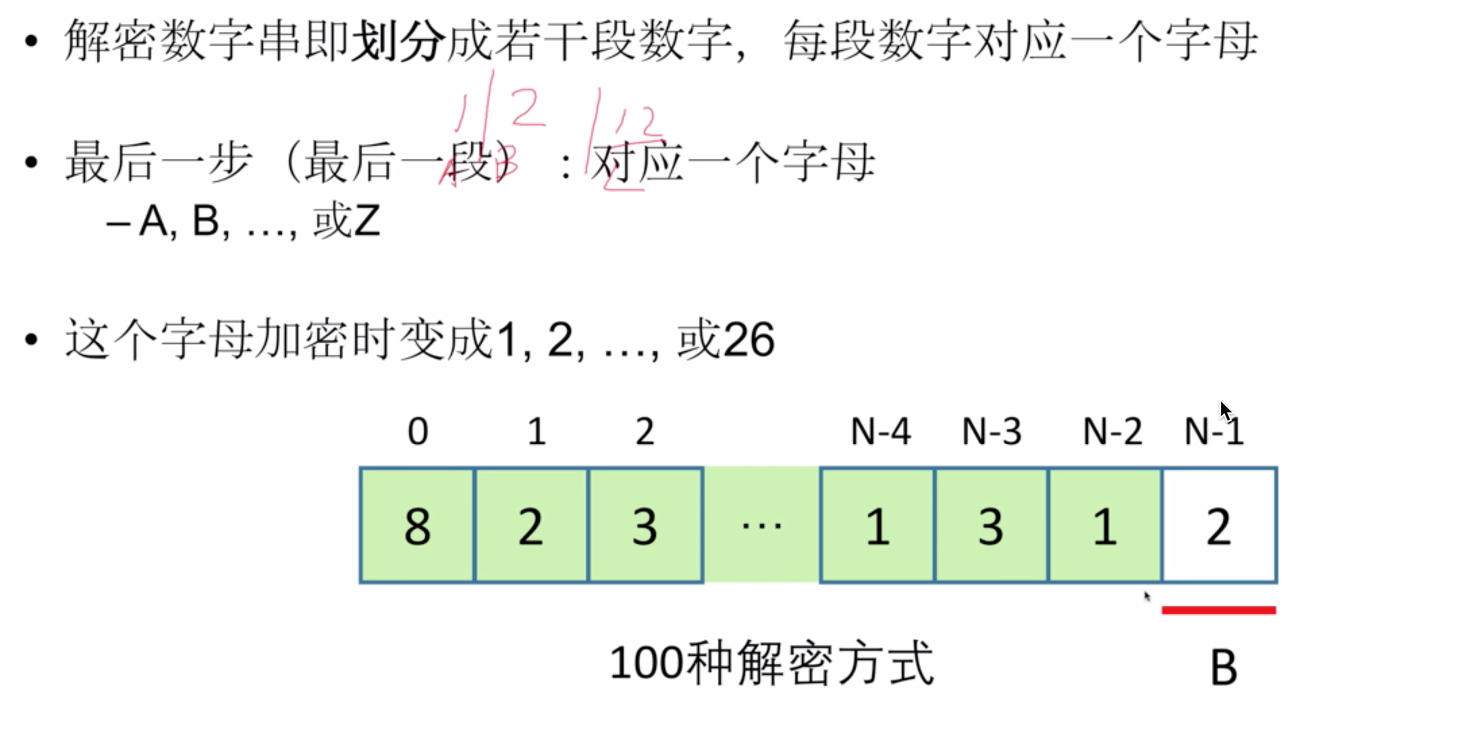 • 解密数字串即划分成若干段数字，每段数字对应一个字母
1 | 2 | 12
• 最后一步（最后一段）：对应一个字母
A B L
– A, B, …, 或Z
• 这个字母加密时变成1, 2, …, 或26
0 1 2 N-4 N-3 N-2 N-1
8 2 3 … 1 3 1 2
100种解密方式 B